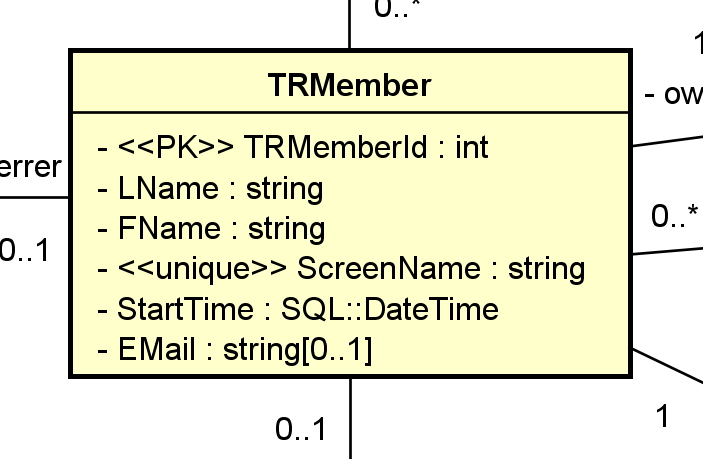 0..*
1
TRMember
- ow
- <<PK>> TRMemberId : int
errer
- LName : string
0..*
- FName : string
0..1
- <<unique>> ScreenName : string
- StartTime : SQL::DateTime
- EMail : string[0..1]
1
0..1